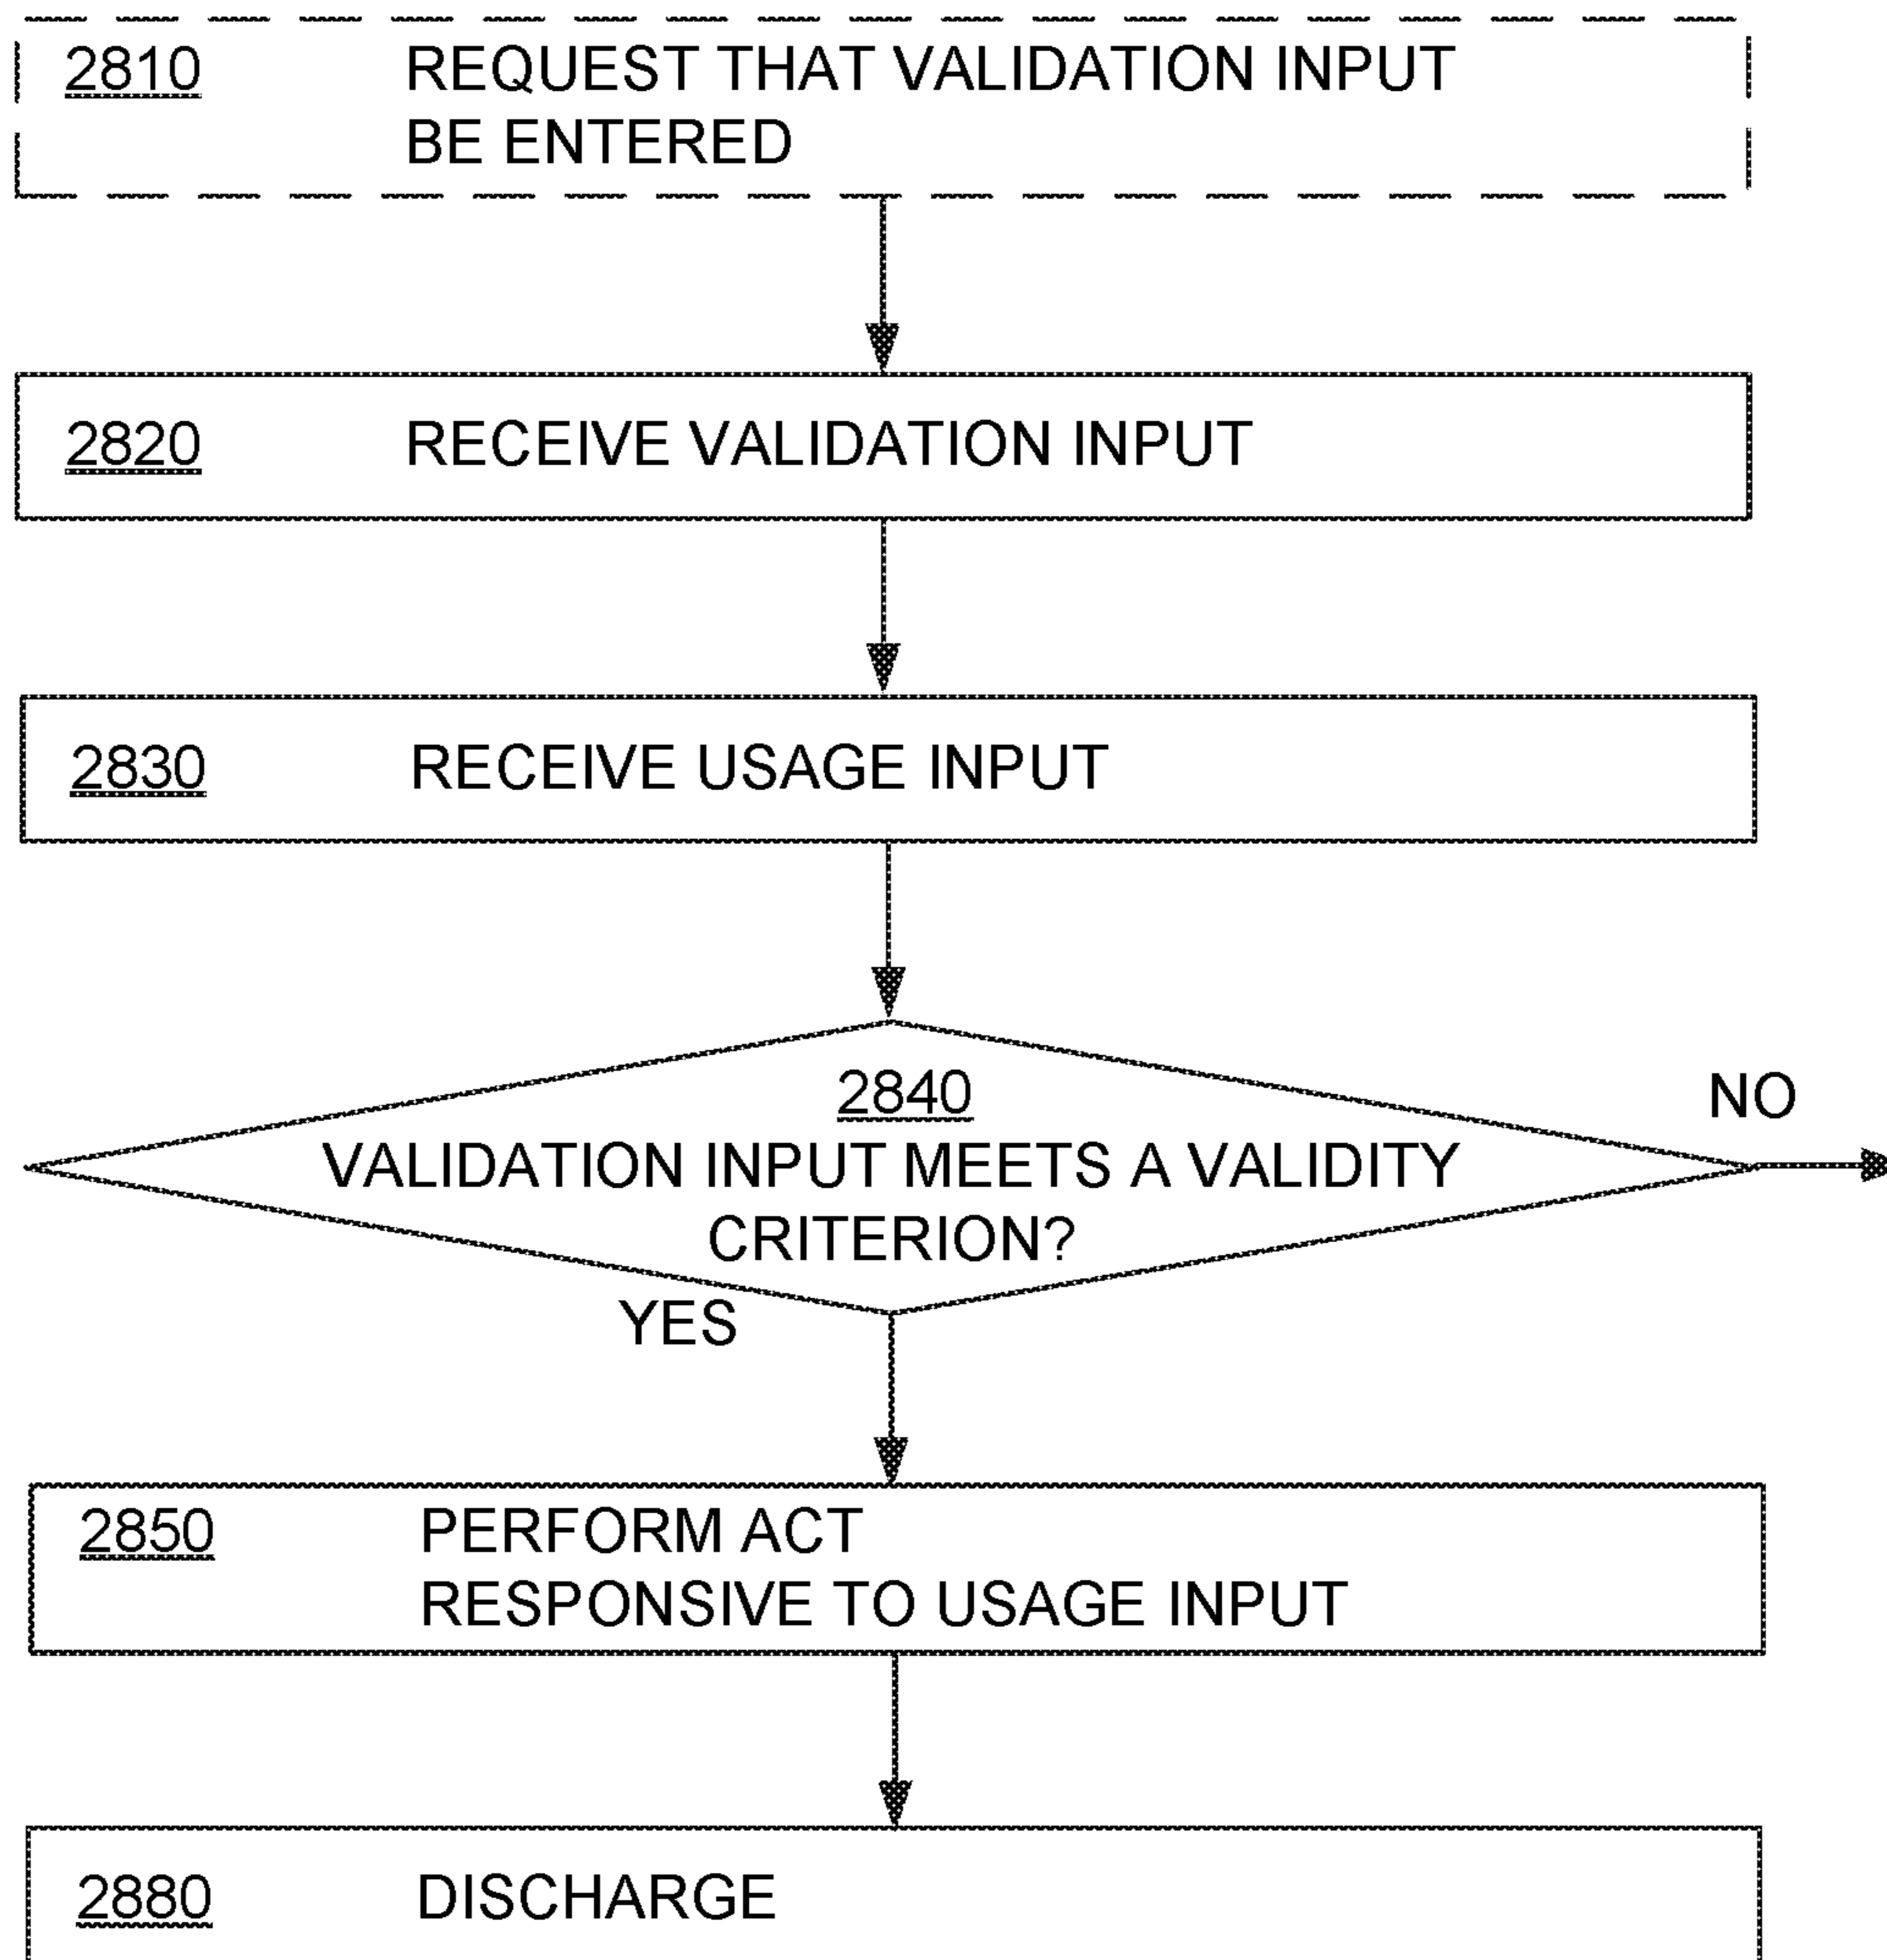 2810 REQUEST THAT VALIDATION INPUT
BE ENTERED
2820 RECEIVE VALIDATION INPUT
2830 RECEIVE USAGE INPUT
2840
NO
VALIDATION INPUT MEETS A VALIDITY
CRITERION?
YES
2850 PERFORM ACT
RESPONSIVE TO USAGE INPUT
2880 DISCHARGE